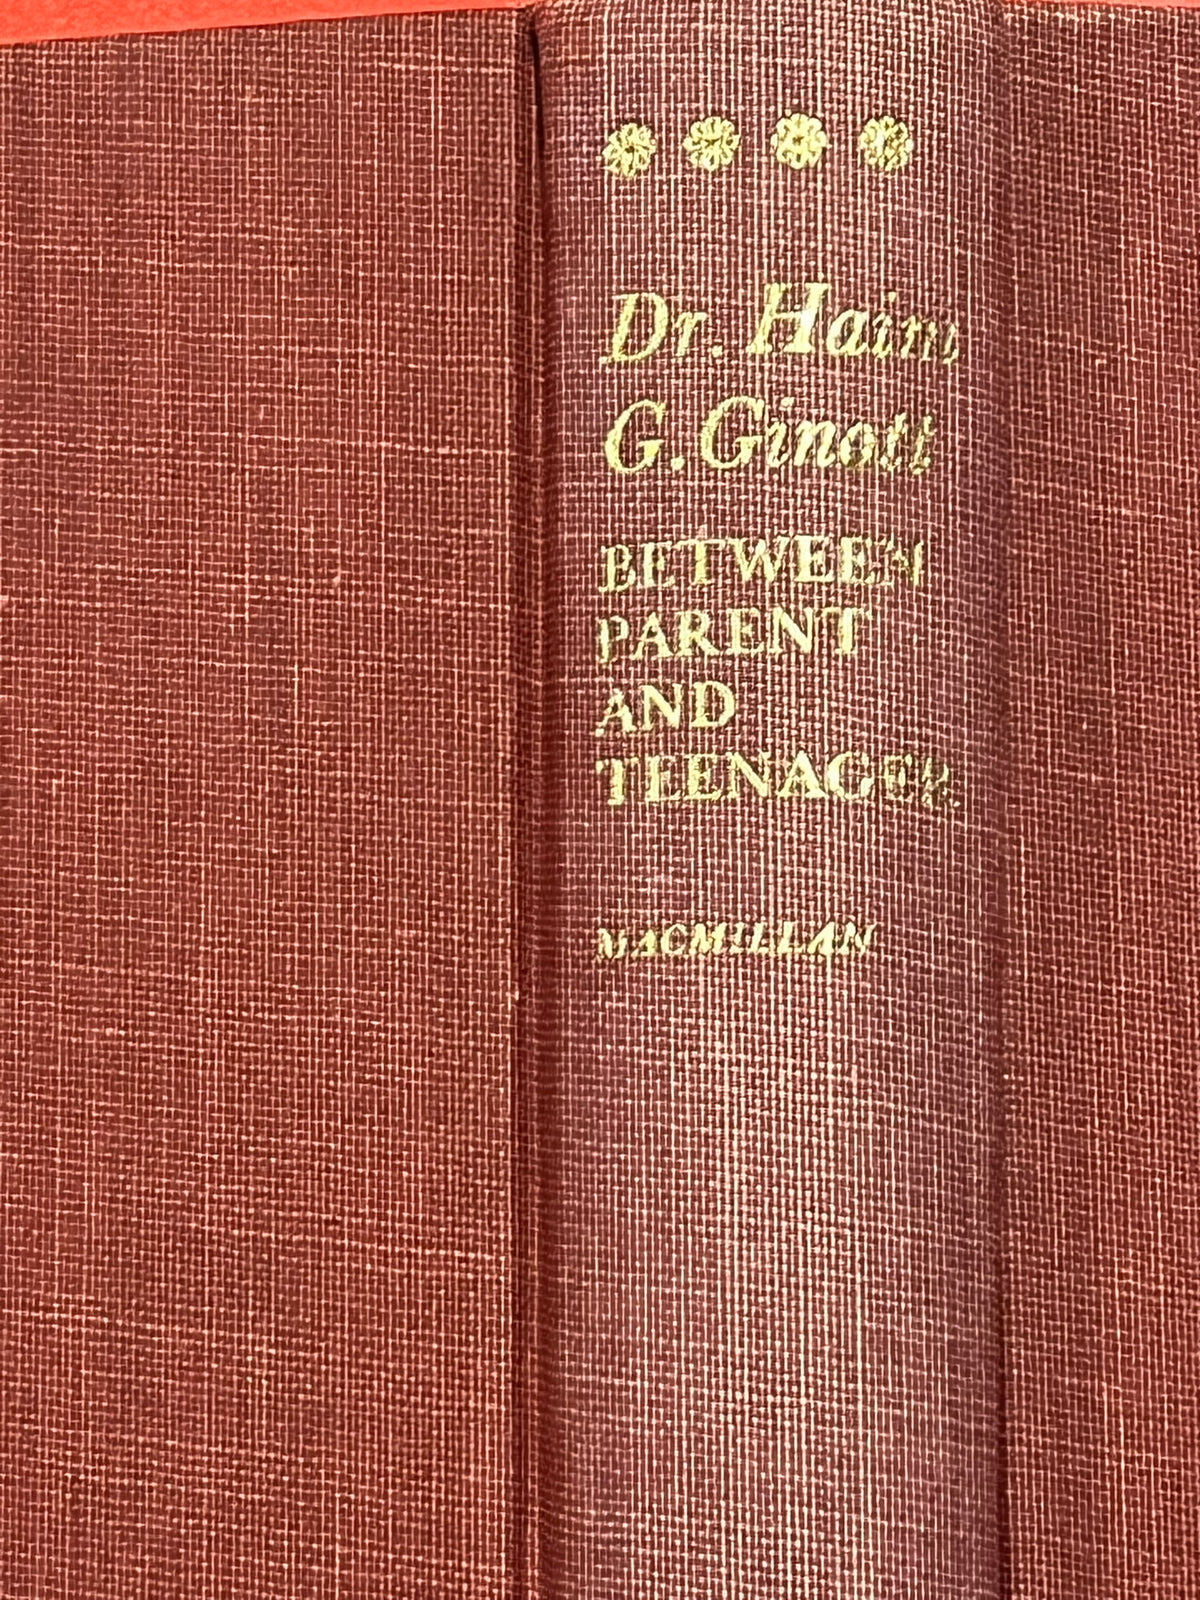 Dr. Haim
G. Ginott
BETWEEN
PARENT
AND
TEENAGER
MACMILLAN